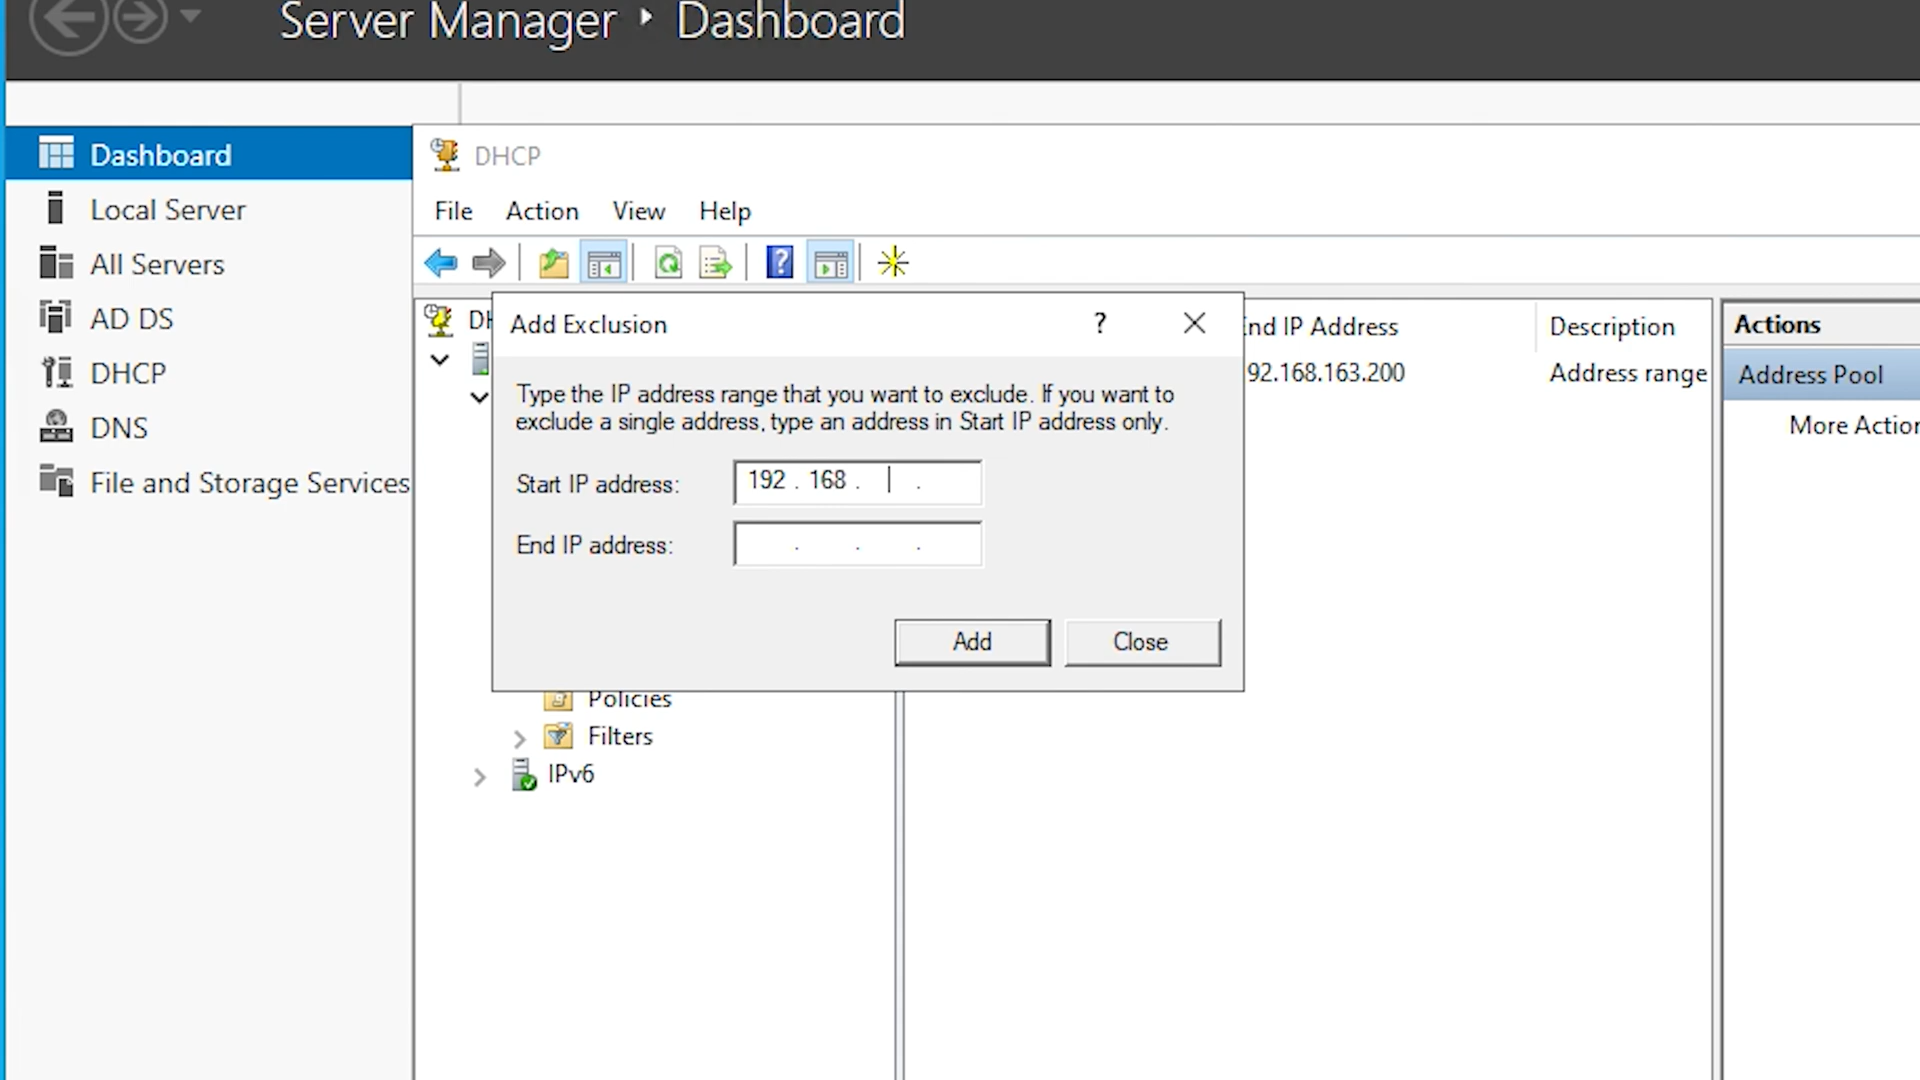 Server Manager ‣ Dashboard
Dashboard
Local Server
All Servers
AD DS
DHCP
DNS
File and Storage Services
DHCP
File Action View Help
Add Exclusion
Type the IP address range that you want to exclude. If you want to
exclude a single address, type an address in Start IP address only.
Start IP address: 192 . 168 . .
End IP address: . . .
Add Close
Policies
Filters
IPv6
End IP Address Description
92.168.163.200 Address range
Actions
Address Pool
More Action